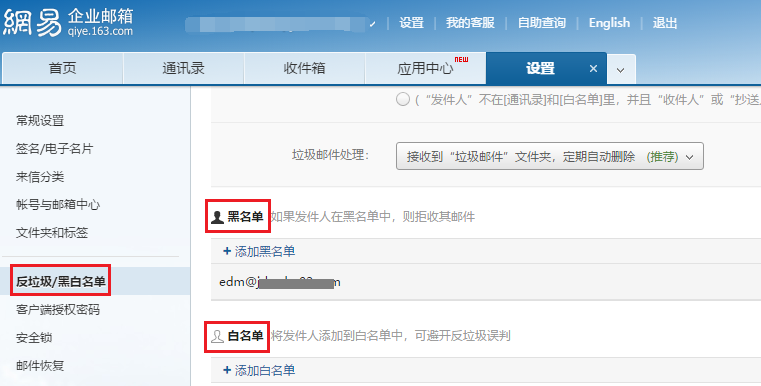 網易 企业邮箱
qiye.163.com
设置 | 我的客服 | 自助查询 | English | 退出
首页 通讯录 收件箱 应用中心 NEW 设置 ×
常规设置
签名/电子名片
来信分类
帐号与邮箱中心
文件夹和标签
反垃圾/黑白名单
客户端授权密码
安全锁
邮件恢复
(“发件人”不在[通讯录]和[白名单]里，并且“收件人”或“抄送
垃圾邮件处理： 接收到“垃圾邮件”文件夹，定期自动删除 (推荐)
黑名单 如果发件人在黑名单中，则拒收其邮件
+ 添加黑名单
edm@
白名单 将发件人添加到白名单中，可避开反垃圾误判
+ 添加白名单